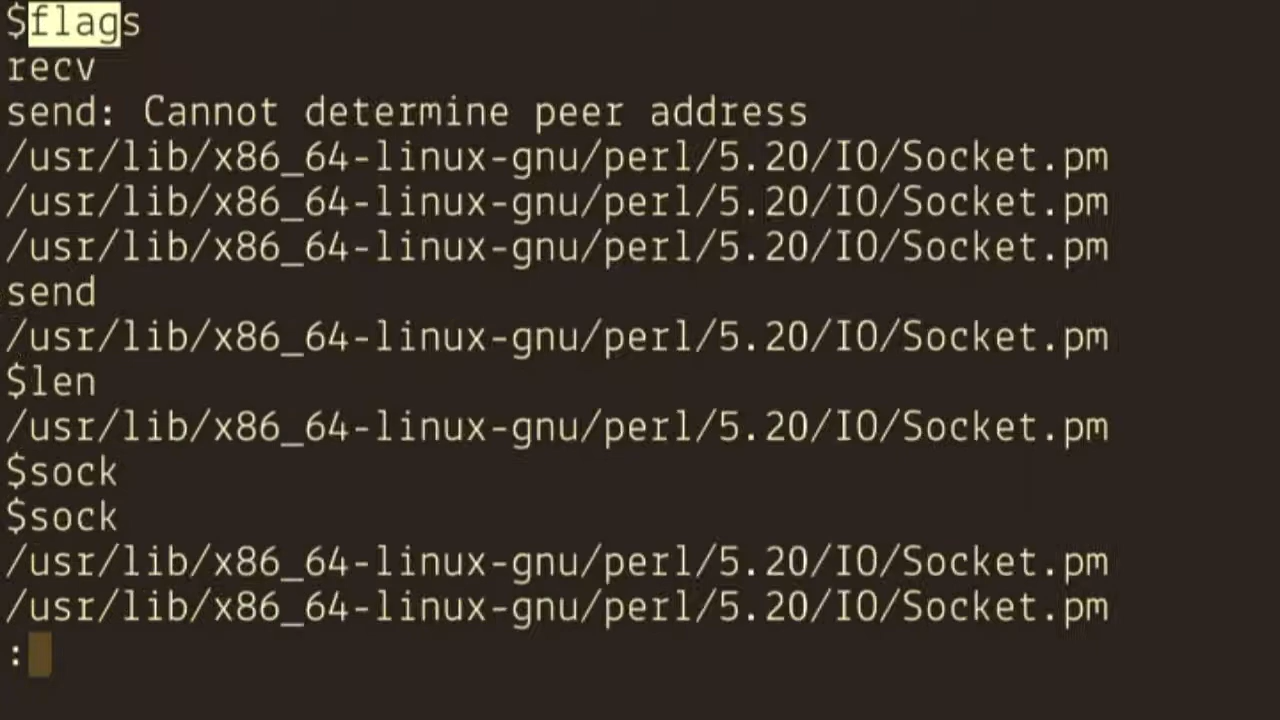 $flags
recv
send: Cannot determine peer address
/usr/lib/x86_64-linux-gnu/perl/5.20/IO/Socket.pm
/usr/lib/x86_64-linux-gnu/perl/5.20/IO/Socket.pm
/usr/lib/x86_64-linux-gnu/perl/5.20/IO/Socket.pm
send
/usr/lib/x86_64-linux-gnu/perl/5.20/IO/Socket.pm
$len
/usr/lib/x86_64-linux-gnu/perl/5.20/IO/Socket.pm
$sock
$sock
/usr/lib/x86_64-linux-gnu/perl/5.20/IO/Socket.pm
/usr/lib/x86_64-linux-gnu/perl/5.20/IO/Socket.pm
: